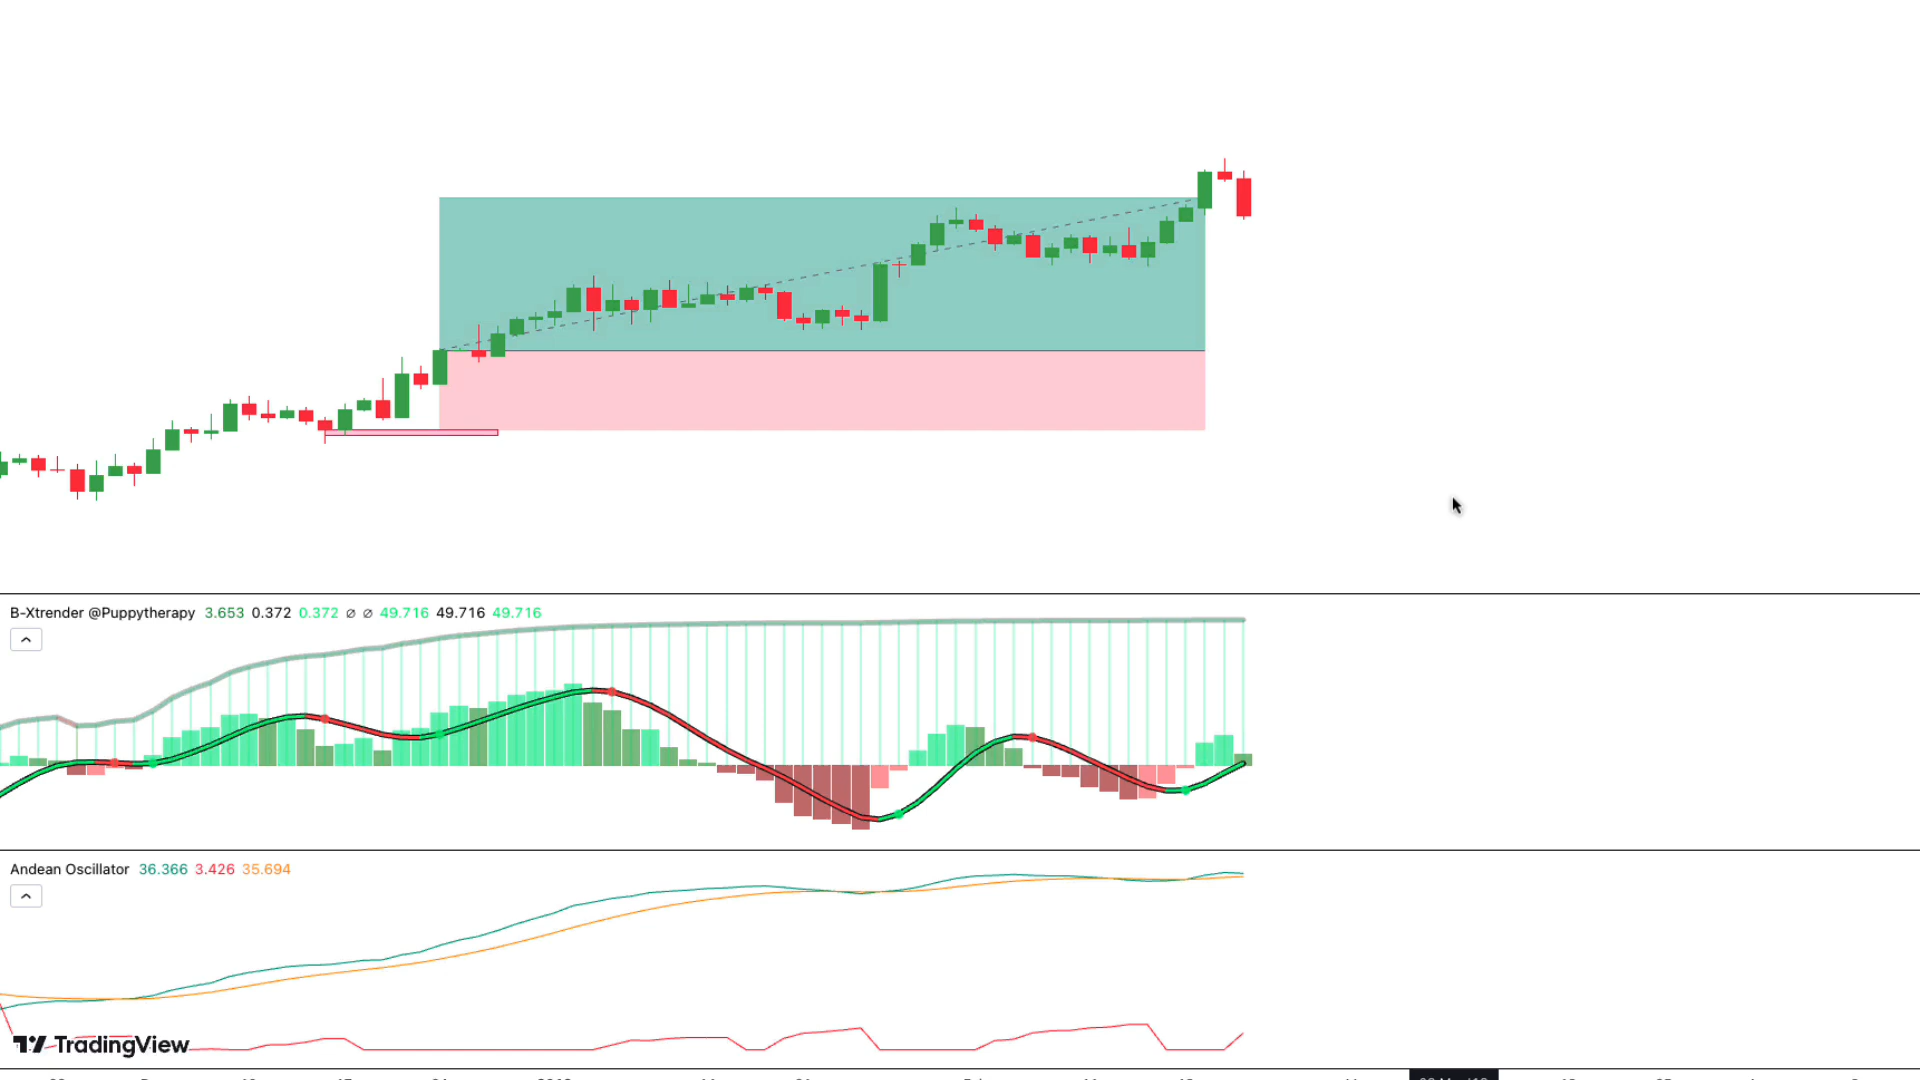 B-Xtrender @Puppytherapy 3.653 0.372 0.372 ∅ ∅ 49.716 49.716 49.716
Andean Oscillator 36.366 3.426 35.694
TradingView